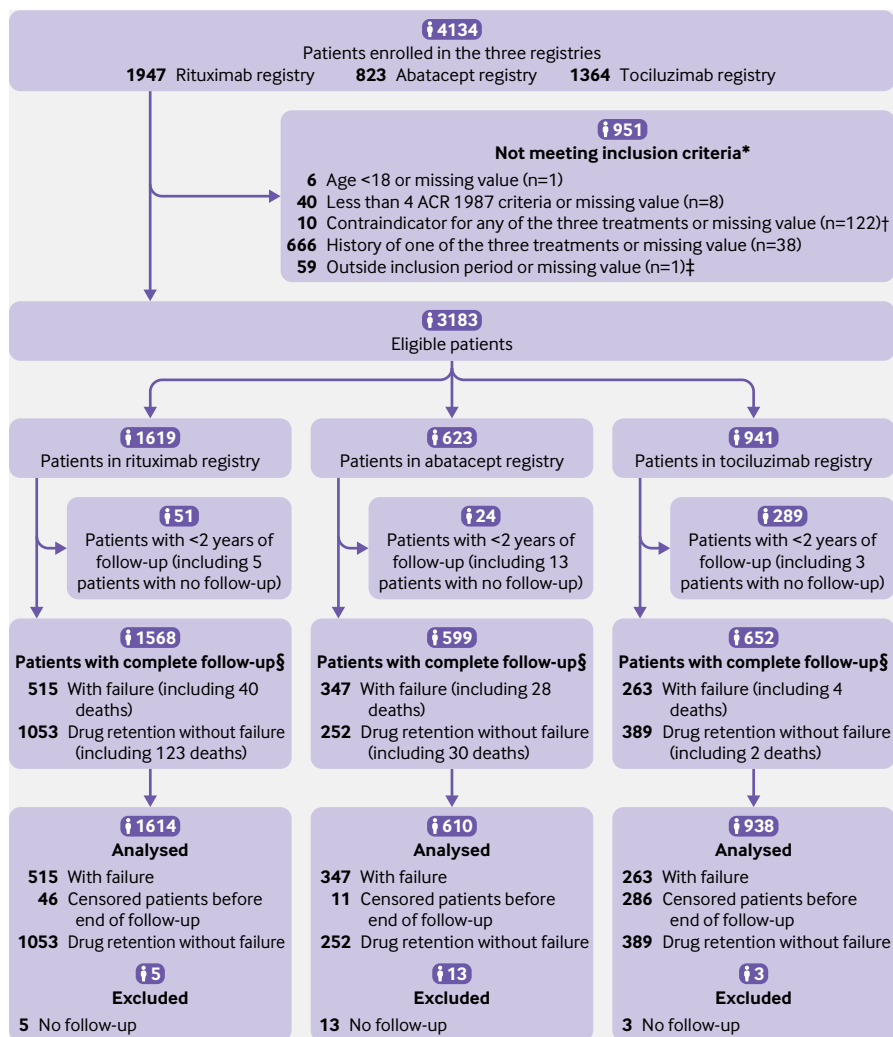 4134
Patients enrolled in the three registries
1947 Rituximab registry 823 Abatacept registry 1364 Tociluzimab registry
951
Not meeting inclusion criteria*
6 Age <18 or missing value (n=1)
40 Less than 4 ACR 1987 criteria or missing value (n=8)
10 Contraindicator for any of the three treatments or missing value (n=122)†
666 History of one of the three treatments or missing value (n=38)
59 Outside inclusion period or missing value (n=1)‡
3183
Eligible patients
1619
Patients in rituximab registry
623
Patients in abatacept registry
941
Patients in tociluzimab registry
51
Patients with <2 years of
follow-up (including 5
patients with no follow-up)
24
Patients with <2 years of
follow-up (including 13
patients with no follow-up)
289
Patients with <2 years of
follow-up (including 3
patients with no follow-up)
1568
Patients with complete follow-up§
515 With failure (including 40
deaths)
1053 Drug retention without failure
(including 123 deaths)
599
Patients with complete follow-up§
347 With failure (including 28
deaths)
252 Drug retention without failure
(including 30 deaths)
652
Patients with complete follow-up§
263 With failure (including 4
deaths)
389 Drug retention without failure
(including 2 deaths)
1614
Analysed
515 With failure
46 Censored patients before
end of follow-up
1053 Drug retention without failure
5
Excluded
5 No follow-up
610
Analysed
347 With failure
11 Censored patients before
end of follow-up
252 Drug retention without failure
13
Excluded
13 No follow-up
938
Analysed
263 With failure
286 Censored patients before
end of follow-up
389 Drug retention without failure
3
Excluded
3 No follow-up